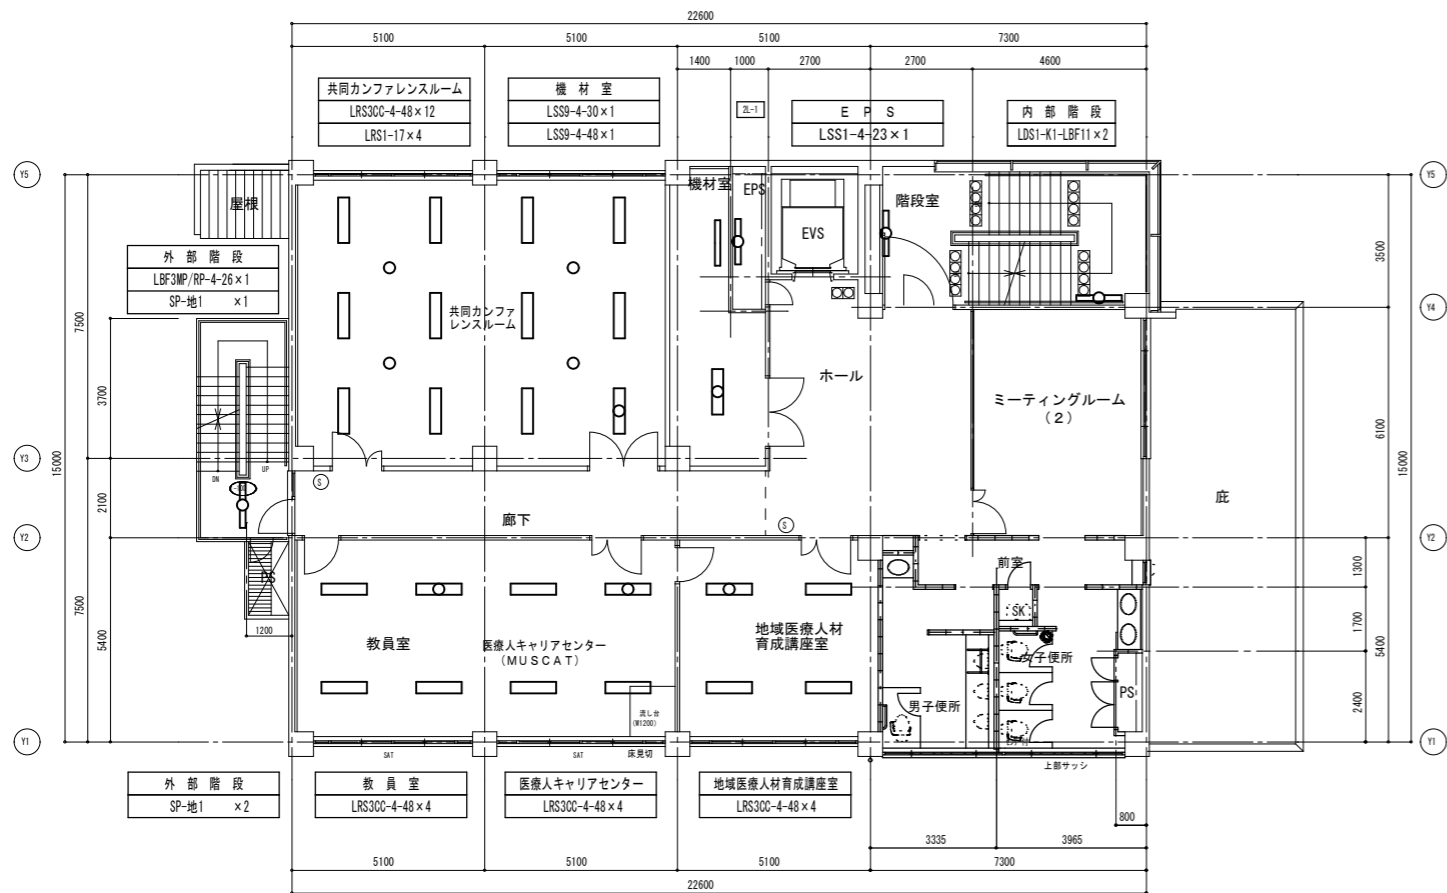 22600
5100 5100 5100 7300
1400 1000 2700 2700 4600
共同カンファレンスルーム
LRS3CC-4-48×12
LRS1-17×4
機 材 室
LSS9-4-30×1
LSS9-4-48×1
2L-1
E P S
LSS1-4-23×1
内 部 階 段
LDS1-K1-LBF11×2
Y5
Y5
屋根
機材室
EPS
EVS
階段室
外 部 階 段
LBF3MP/RP-4-26×1
SP-地1 ×1
3500
Y4
7500
共同カンファ
レンスルーム
3700
ホール
ミーティングルーム
(2)
6100
Y3
15000
15000
UP
DN
S
2100
廊下
S
庇
Y2
Y2
PS
前室
1300
SK
1200
7500
5400
教員室
医療人キャリアセンター
(MUSCAT)
地域医療人材
育成講座室
1700
5400
女子便所
男子便所
PS
2400
流し台
(W1200)
Y1
Y1
SAT
SAT
床見切
上部サッシ
外 部 階 段
SP-地1 ×2
教 員 室
LRS3CC-4-48×4
医療人キャリアセンター
LRS3CC-4-48×4
地域医療人材育成講座室
LRS3CC-4-48×4
800
3335 3965
5100 5100 5100 7300
22600